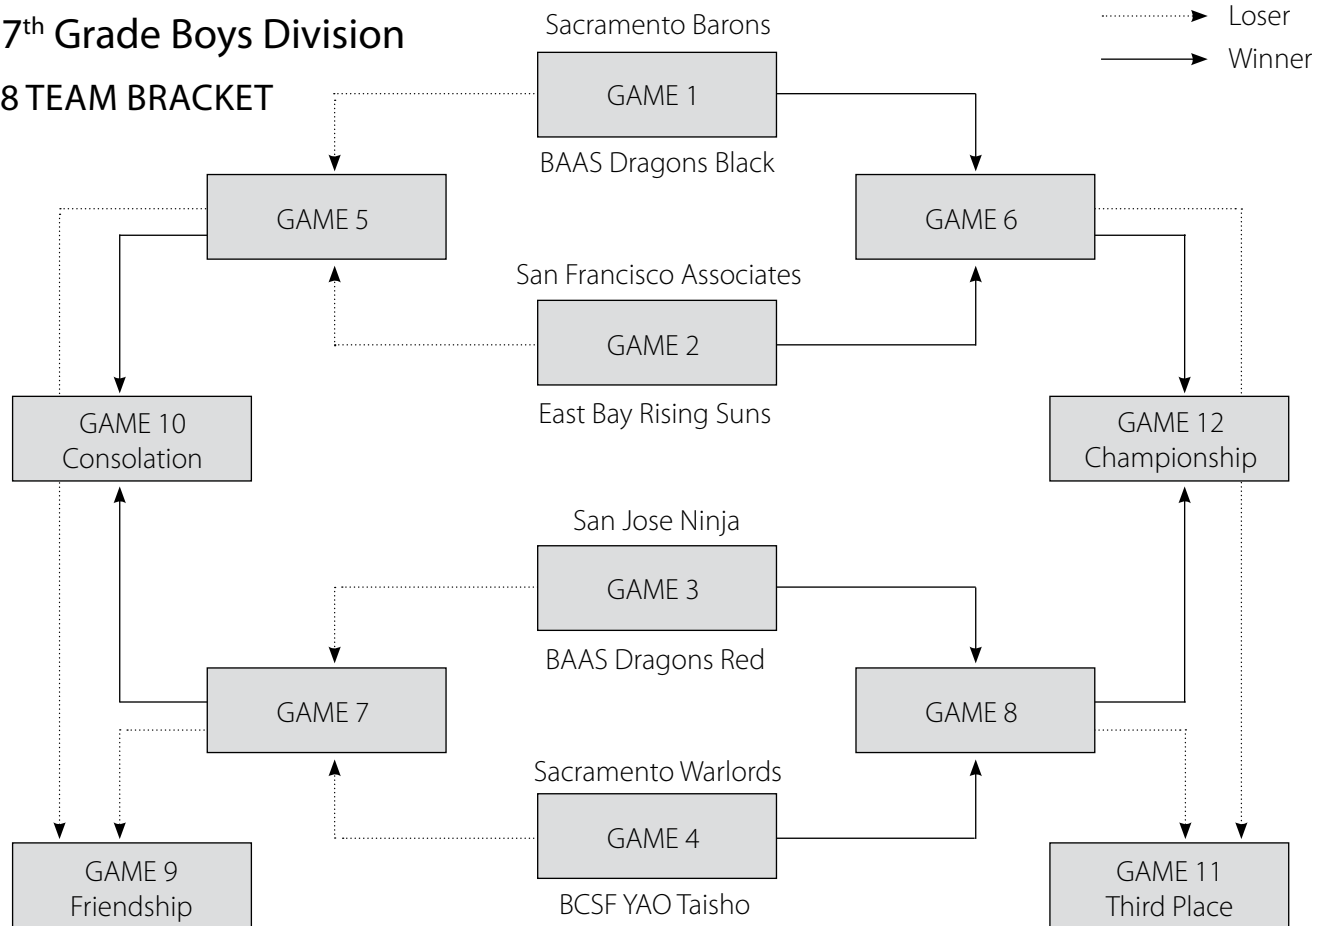 7th Grade Boys Division
8 TEAM BRACKET
Loser
Winner
Sacramento Barons
GAME 1
BAAS Dragons Black
GAME 5
GAME 6
San Francisco Associates
GAME 2
East Bay Rising Suns
GAME 10
Consolation
GAME 12
Championship
San Jose Ninja
GAME 3
BAAS Dragons Red
GAME 7
GAME 8
Sacramento Warlords
GAME 4
BCSF YAO Taisho
GAME 9
Friendship
GAME 11
Third Place